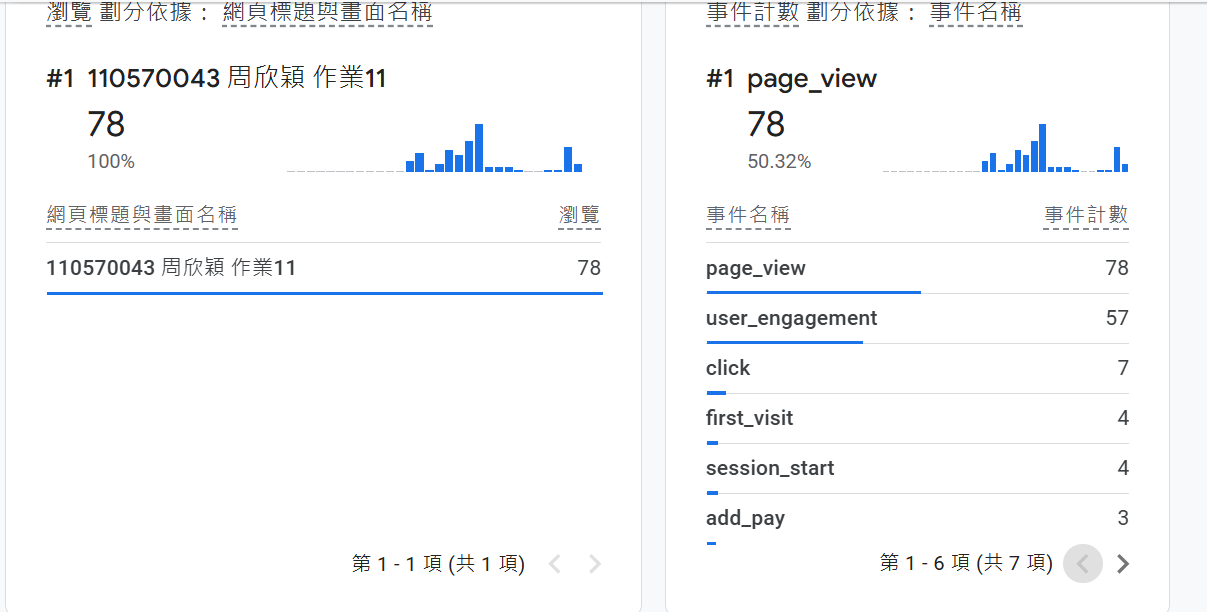 瀏覽 劃分依據： 網頁標題與畫面名稱
#1 110570043 周欣穎 作業11
78
100%
網頁標題與畫面名稱 瀏覽
110570043 周欣穎 作業11 78
第 1 - 1 項 (共 1 項)
事件計數 劃分依據： 事件名稱
#1 page_view
78
50.32%
事件名稱 事件計數
page_view 78
user_engagement 57
click 7
first_visit 4
session_start 4
add_pay 3
第 1 - 6 項 (共 7 項)